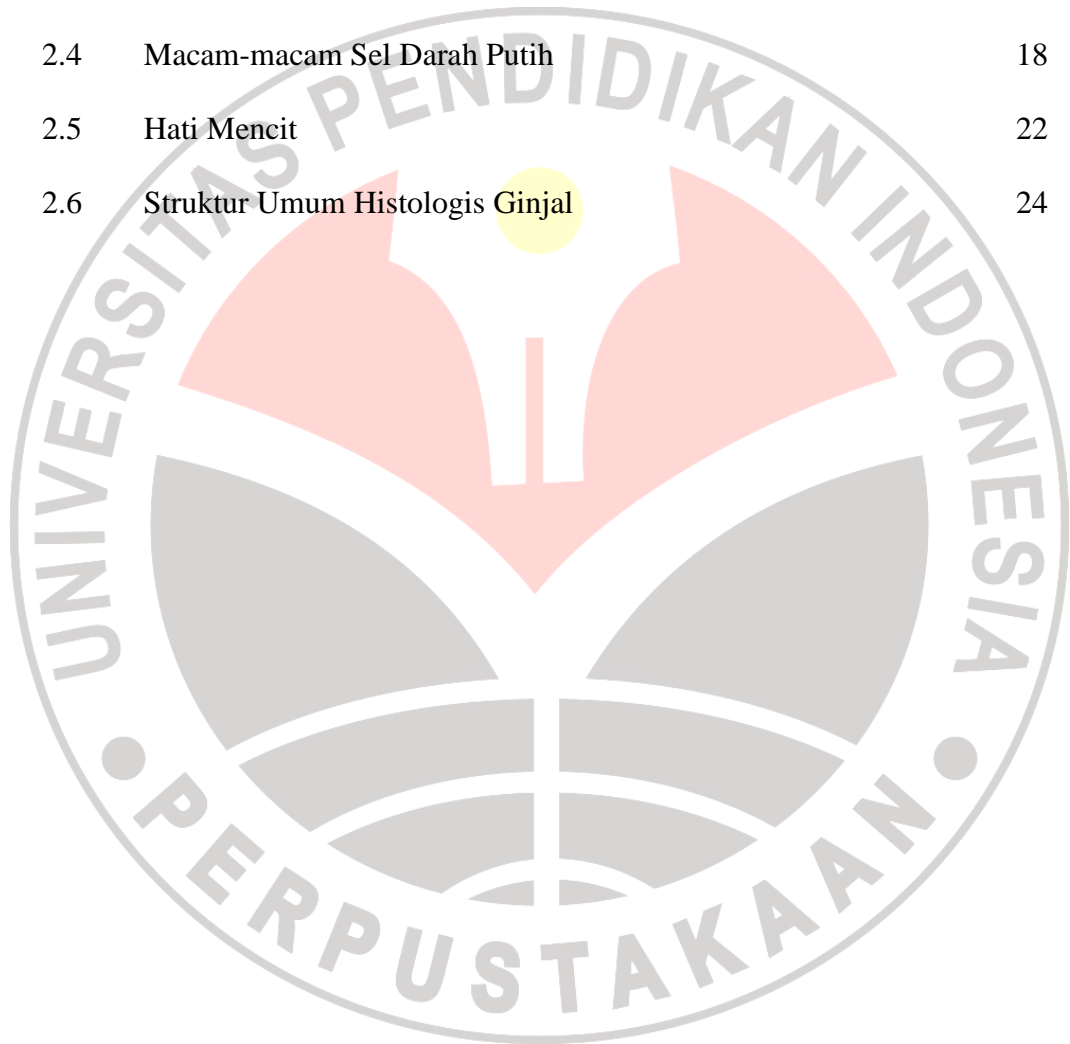 2.4 Macam-macam Sel Darah Putih 18
2.5 Hati Mencit 22
2.6 Struktur Umum Histologis Ginjal 24
UNIVERSITAS PENDIDIKAN INDONESIA
PERPUSTAKAAN